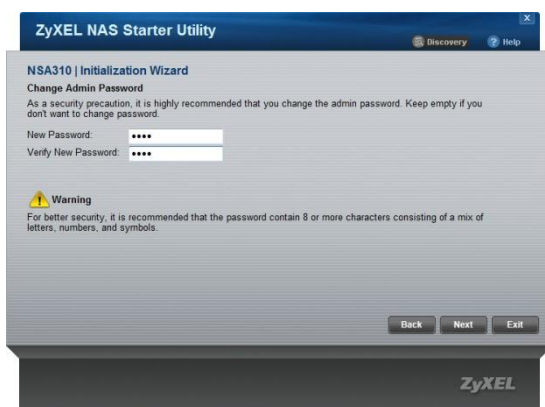 ZyXEL NAS Starter Utility
Discovery
Help
NSA310 | Initialization Wizard
Change Admin Password
As a security precaution, it is highly recommended that you change the admin password. Keep empty if you
don't want to change password.
New Password:
Verify New Password:
Warning
For better security, it is recommended that the password contain 8 or more characters consisting of a mix of
letters, numbers, and symbols.
Back Next Exit
ZyXEL